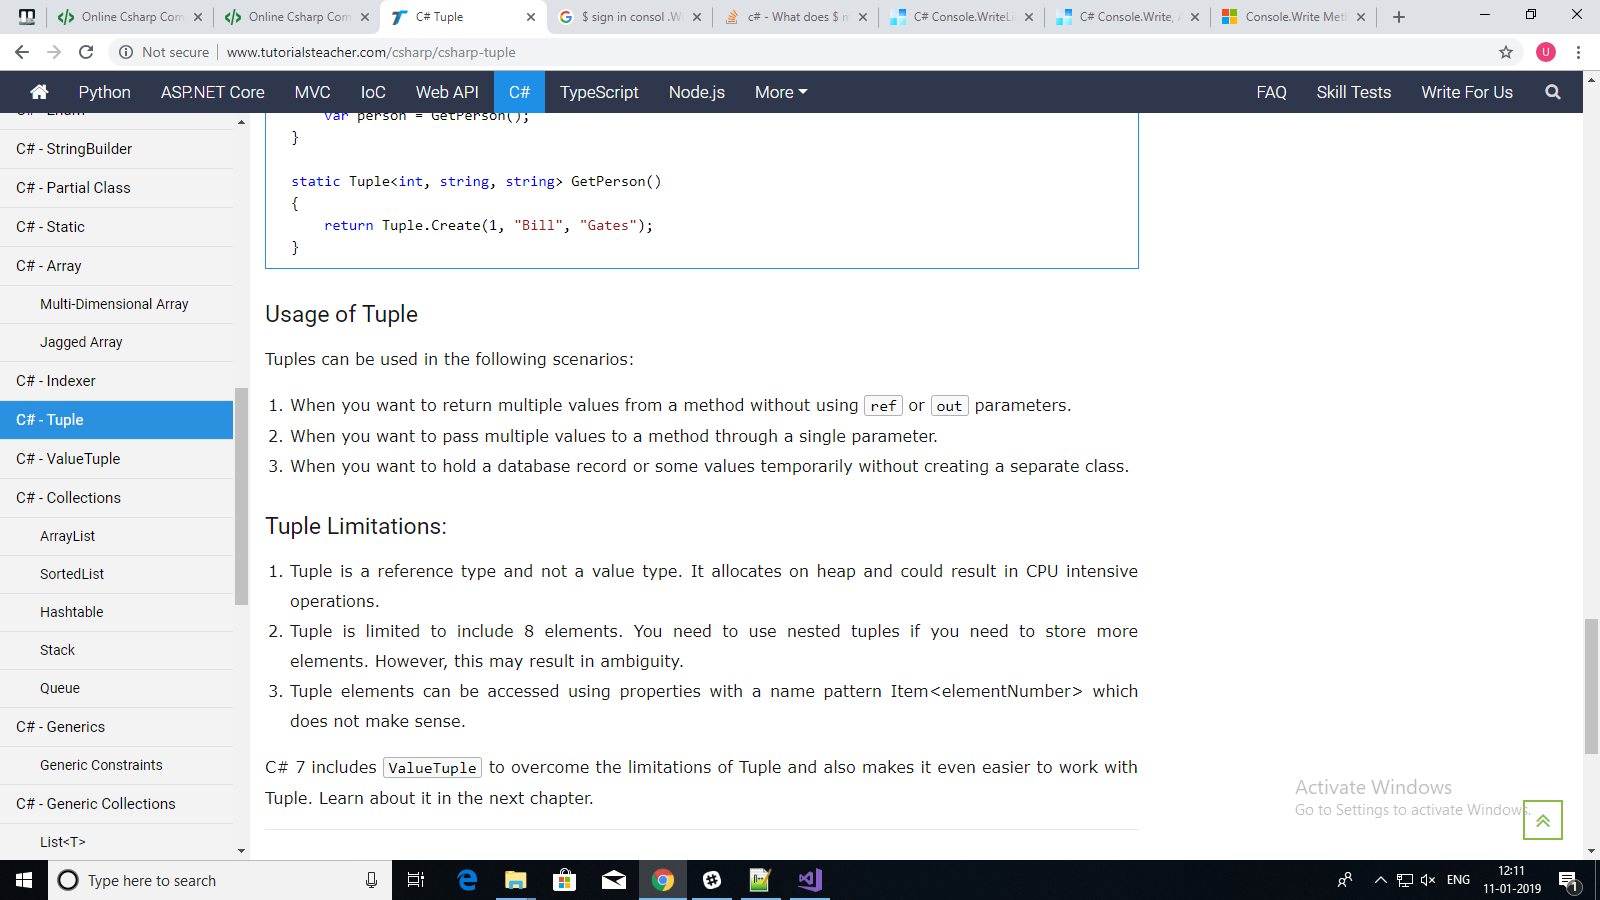 Online Csharp Com
Online Csharp Com
C# Tuple
$ sign in consol .W
c# - What does $ m
C# Console.WriteLi
C# Console.Write,
Console.Write Met
Not secure
www.tutorialsteacher.com/csharp/csharp-tuple
U
Python
ASP.NET Core
MVC
IoC
Web API
C#
TypeScript
Node.js
More
FAQ
Skill Tests
Write For Us
C# - Enum
C# - StringBuilder
C# - Partial Class
C# - Static
C# - Array
Multi-Dimensional Array
Jagged Array
C# - Indexer
C# - Tuple
C# - ValueTuple
C# - Collections
ArrayList
SortedList
Hashtable
Stack
Queue
C# - Generics
Generic Constraints
C# - Generic Collections
List<T>
var person = GetPerson();
}
static Tuple<int, string, string> GetPerson()
{
return Tuple.Create(1, "Bill", "Gates");
}
Usage of Tuple
Tuples can be used in the following scenarios:
1. When you want to return multiple values from a method without using ref or out parameters.
2. When you want to pass multiple values to a method through a single parameter.
3. When you want to hold a database record or some values temporarily without creating a separate class.
Tuple Limitations:
1. Tuple is a reference type and not a value type. It allocates on heap and could result in CPU intensive
operations.
2. Tuple is limited to include 8 elements. You need to use nested tuples if you need to store more
elements. However, this may result in ambiguity.
3. Tuple elements can be accessed using properties with a name pattern Item<elementNumber> which
does not make sense.
C# 7 includes ValueTuple to overcome the limitations of Tuple and also makes it even easier to work with
Tuple. Learn about it in the next chapter.
Activate Windows
Go to Settings to activate Windows.
Type here to search
ENG
12:11
11-01-2019
1